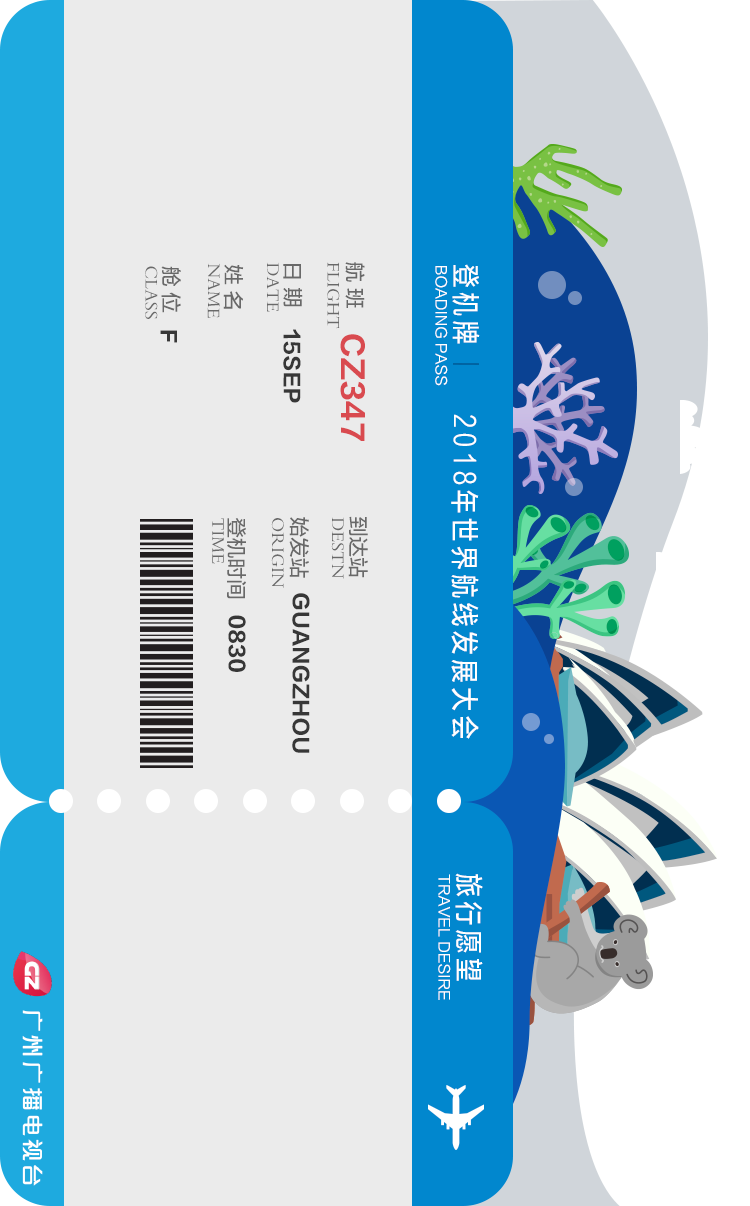 登机牌 | 2018年世界航线发展大会
BOADING PASS
航 班 CZ347
FLIGHT
到达站
DESTN
日 期 15SEP
DATE
始发站 GUANGZHOU
ORIGIN
姓 名
NAME
登机时间 0830
TIME
舱 位 F
CLASS
旅行愿望
TRAVEL DESIRE
GZ 广州广播电视台